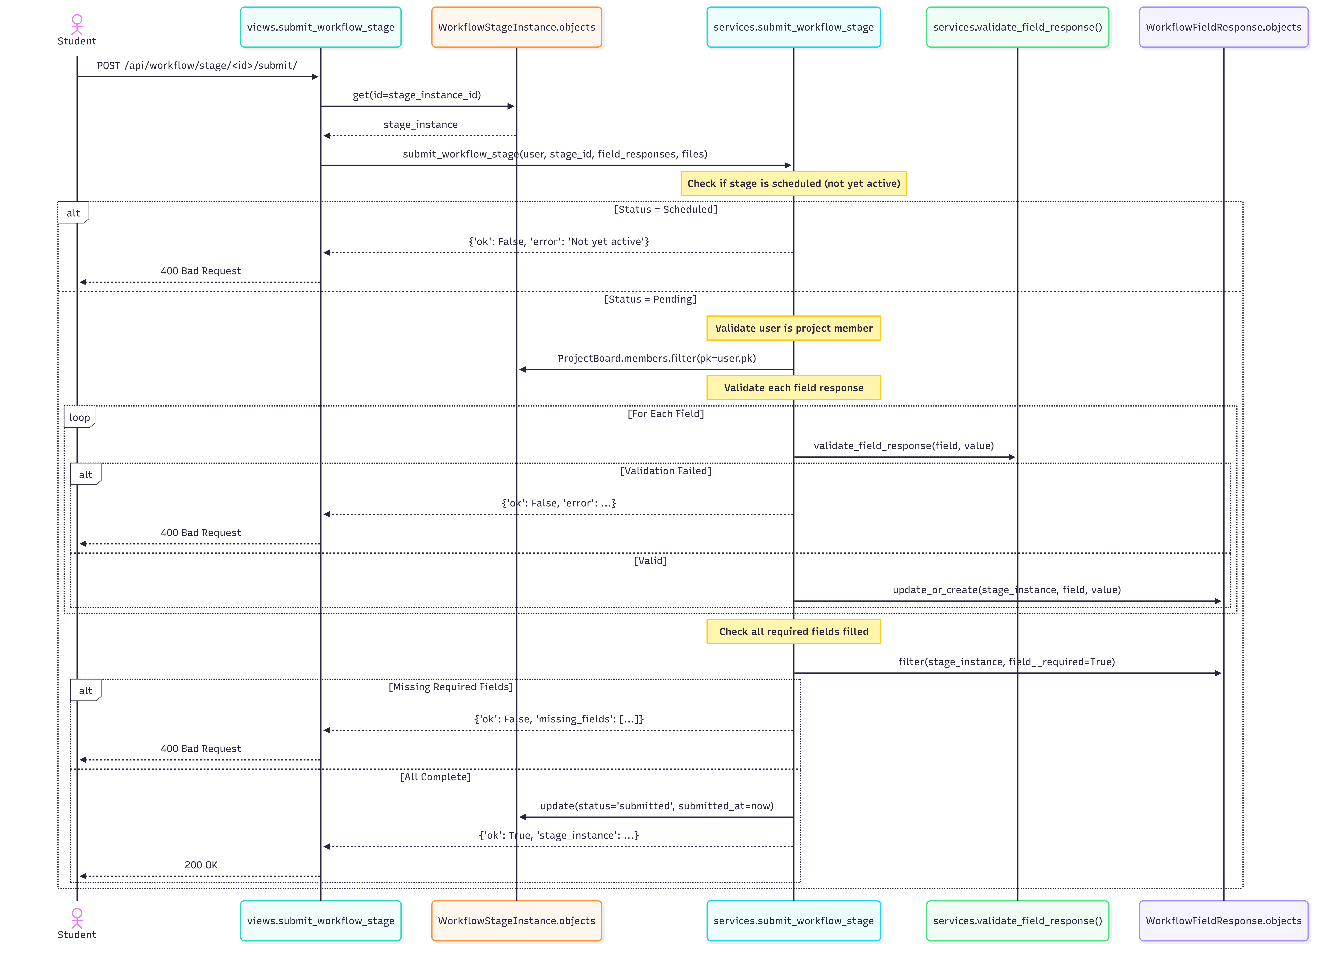 Student
views.submit_workflow_stage
WorkflowStageInstance.objects
services.submit_workflow_stage
services.validate_field_response()
WorkflowFieldResponse.objects
POST /api/workflow/stage/<id>/submit/
get(id=stage_instance_id)
stage_instance
submit_workflow_stage(user, stage_id, field_responses, files)
Check if stage is scheduled (not yet active)
alt
[Status = Scheduled]
{'ok': False, 'error': 'Not yet active'}
400 Bad Request
[Status = Pending]
Validate user is project member
ProjectBoard.members.filter(pk=user.pk)
Validate each field response
loop
[For Each Field]
validate_field_response(field, value)
alt
[Validation Failed]
{'ok': False, 'error': ...}
400 Bad Request
[Valid]
update_or_create(stage_instance, field, value)
Check all required fields filled
filter(stage_instance, field__required=True)
alt
[Missing Required Fields]
{'ok': False, 'missing_fields': [...]}
400 Bad Request
[All Complete]
update(status='submitted', submitted_at=now)
{'ok': True, 'stage_instance': ...}
200 OK
Student
views.submit_workflow_stage
WorkflowStageInstance.objects
services.submit_workflow_stage
services.validate_field_response()
WorkflowFieldResponse.objects